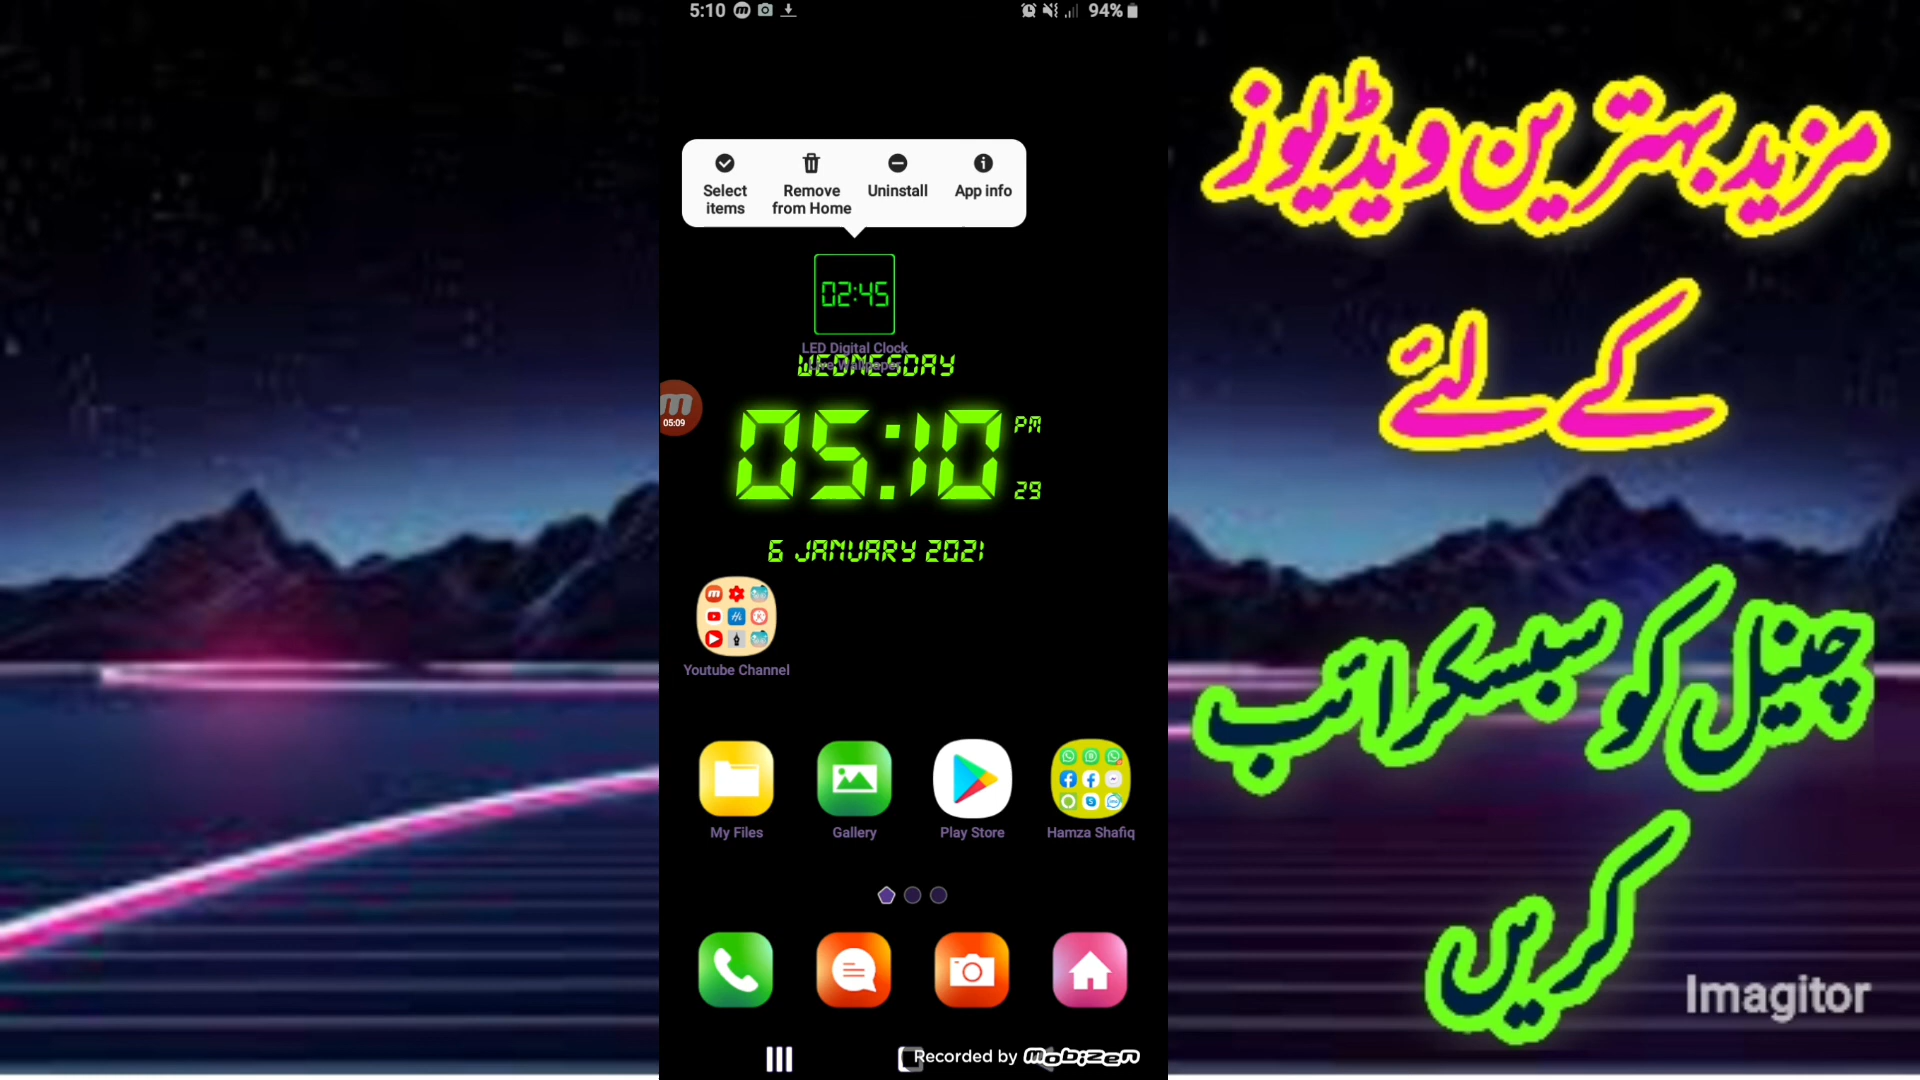 5:10
94%
Select items
Remove from Home
Uninstall
App info
02:45
LED Digital Clock
Live Wallpaper
WEDNESDAY
05:10 PM
29
05:09
6 JANUARY 2021
Youtube Channel
My Files
Gallery
Play Store
Hamza Shafiq
Recorded by Mobizen
مزید بہترین ویڈیوز
کے لئے
چینل کو سبسکرائب
کریں
Imagitor